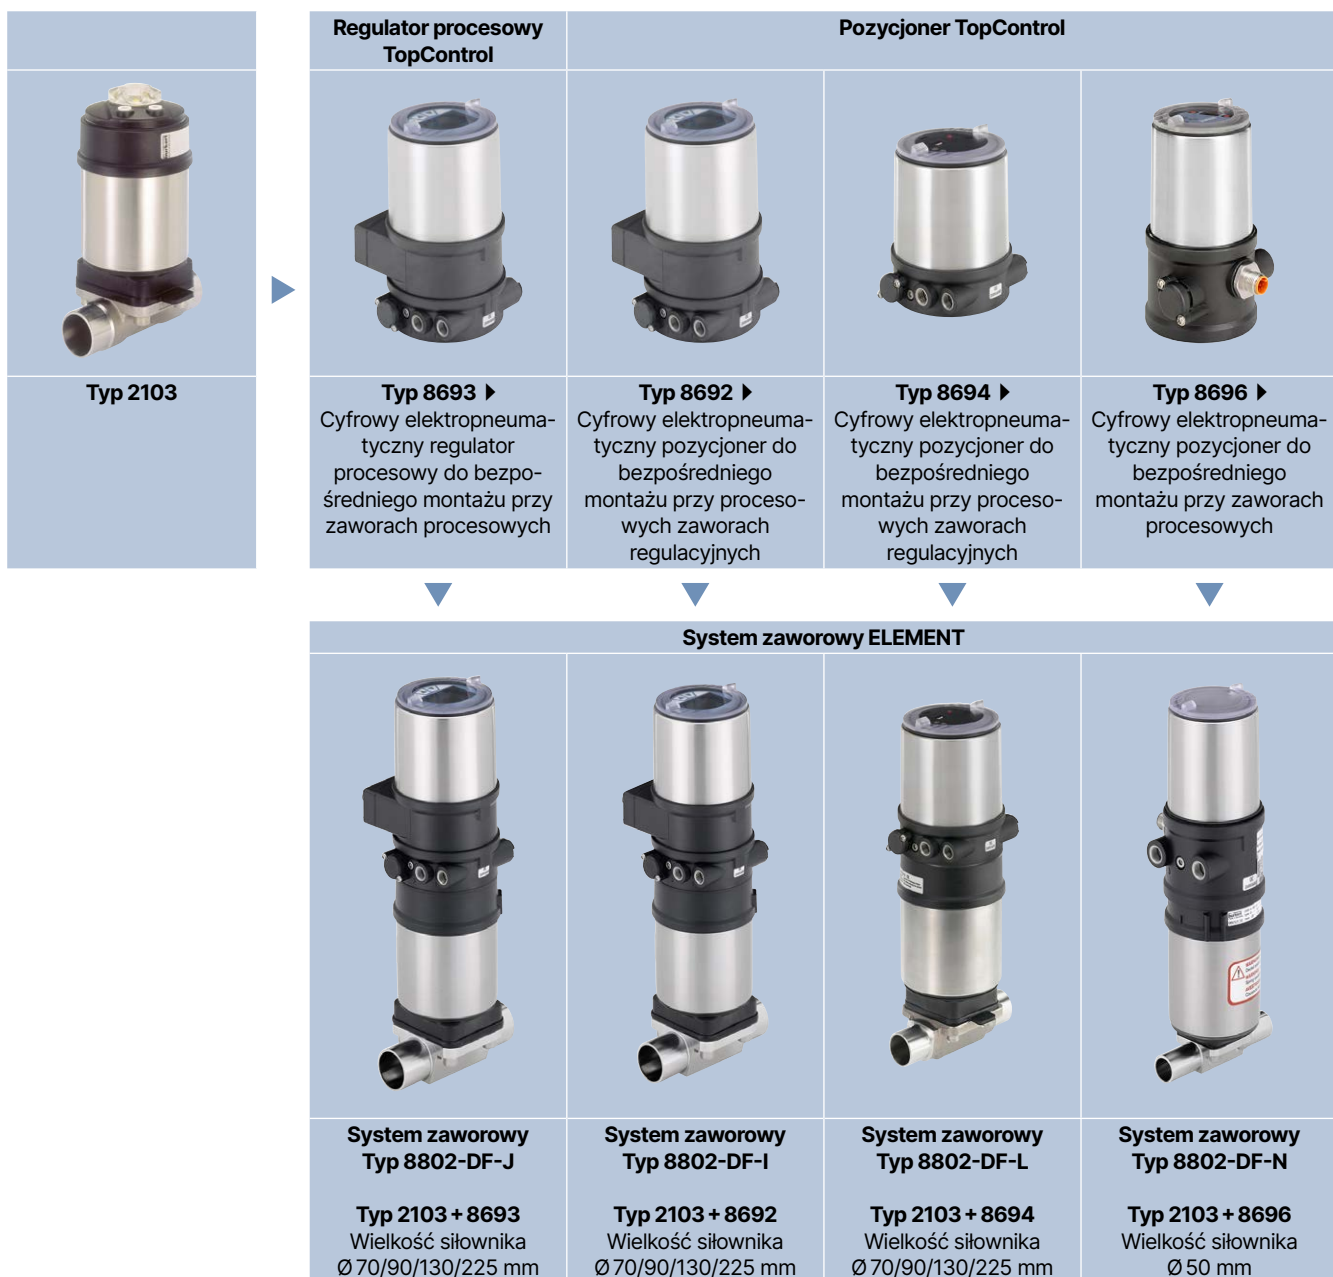 Regulator procesowy
TopControl
Pozycjoner TopControl
Typ 2103
Typ 8693
Cyfrowy elektropneuma-
tyczny regulator
procesowy do bezpo-
średniego montażu przy
zaworach procesowych
Typ 8692
Cyfrowy elektropneuma-
tyczny pozycjoner do
bezpośredniego
montażu przy proceso-
wych zaworach
regulacyjnych
Typ 8694
Cyfrowy elektropneuma-
tyczny pozycjoner do
bezpośredniego
montażu przy proceso-
wych zaworach
regulacyjnych
Typ 8696
Cyfrowy elektropneuma-
tyczny pozycjoner do
bezpośredniego
montażu przy zaworach
procesowych
System zaworowy ELEMENT
System zaworowy
Typ 8802-DF-J
Typ 2103 + 8693
Wielkość siłownika
Ø 70/90/130/225 mm
System zaworowy
Typ 8802-DF-I
Typ 2103 + 8692
Wielkość siłownika
Ø 70/90/130/225 mm
System zaworowy
Typ 8802-DF-L
Typ 2103 + 8694
Wielkość siłownika
Ø 70/90/130/225 mm
System zaworowy
Typ 8802-DF-N
Typ 2103 + 8696
Wielkość siłownika
Ø 50 mm